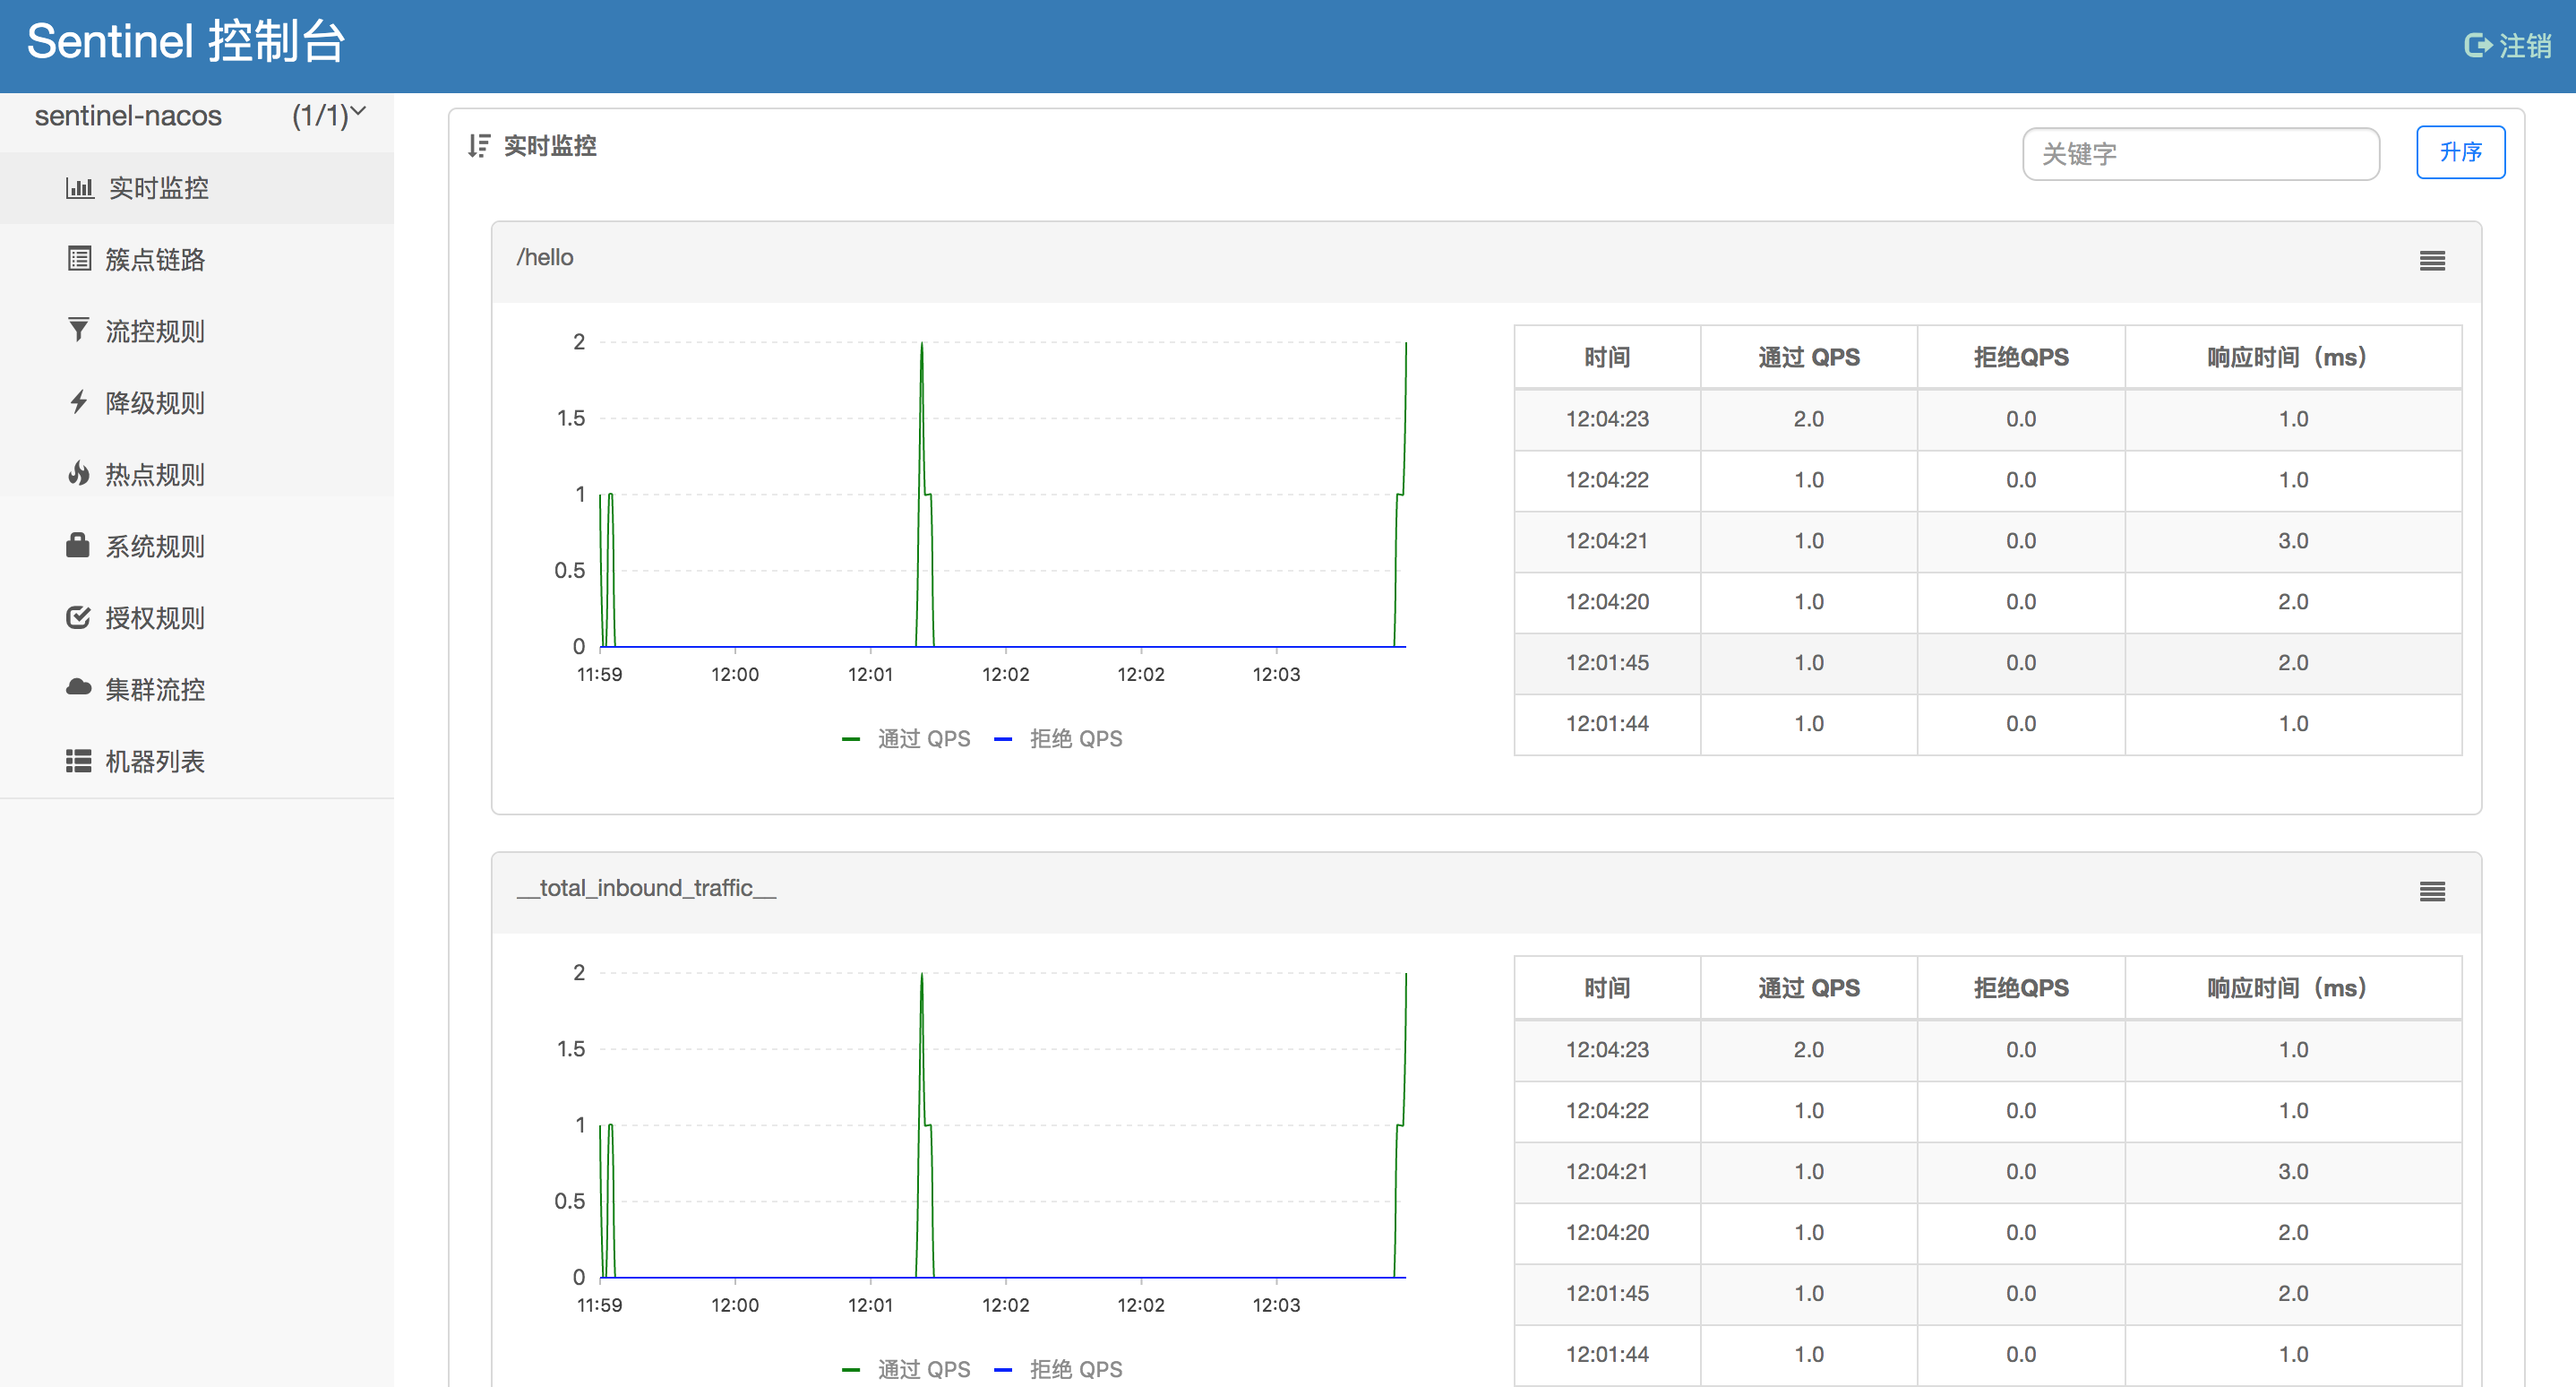 Sentinel 控制台
注销
sentinel-nacos (1/1)
实时监控
簇点链路
流控规则
降级规则
热点规则
系统规则
授权规则
集群流控
机器列表
实时监控
关键字
升序
/hello
2
1.5
1
0.5
0
11:59 12:00 12:01 12:02 12:02 12:03
通过 QPS 拒绝 QPS
时间 通过 QPS 拒绝QPS 响应时间（ms）
12:04:23 2.0 0.0 1.0
12:04:22 1.0 0.0 1.0
12:04:21 1.0 0.0 3.0
12:04:20 1.0 0.0 2.0
12:01:45 1.0 0.0 2.0
12:01:44 1.0 0.0 1.0
__total_inbound_traffic__
2
1.5
1
0.5
0
11:59 12:00 12:01 12:02 12:02 12:03
通过 QPS 拒绝 QPS
时间 通过 QPS 拒绝QPS 响应时间（ms）
12:04:23 2.0 0.0 1.0
12:04:22 1.0 0.0 1.0
12:04:21 1.0 0.0 3.0
12:04:20 1.0 0.0 2.0
12:01:45 1.0 0.0 2.0
12:01:44 1.0 0.0 1.0